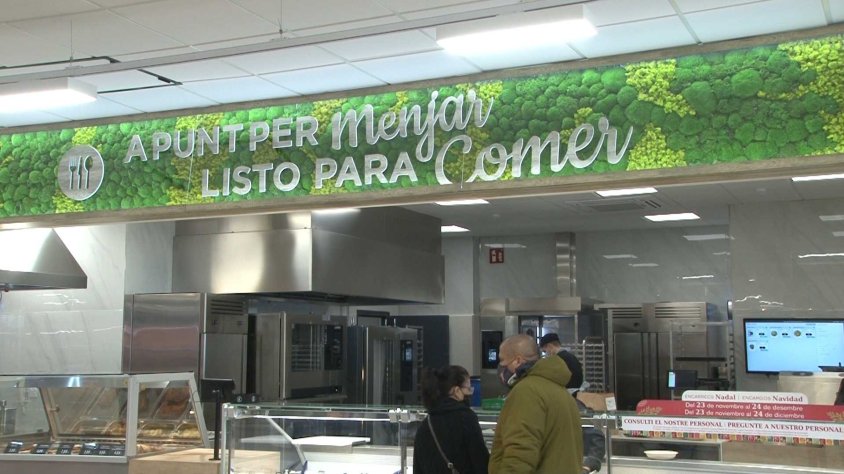 A PUNT PER Menjar
LISTO PARA Comer
ENCÀRRECS Nadal
Del 23 de novembre al 24 de desembre
ENCARGOS Navidad
Del 23 de noviembre al 24 de diciembre
CONSULTI el NOSTRE PERSONAL
PREGUNTE a NUESTRO PERSONAL